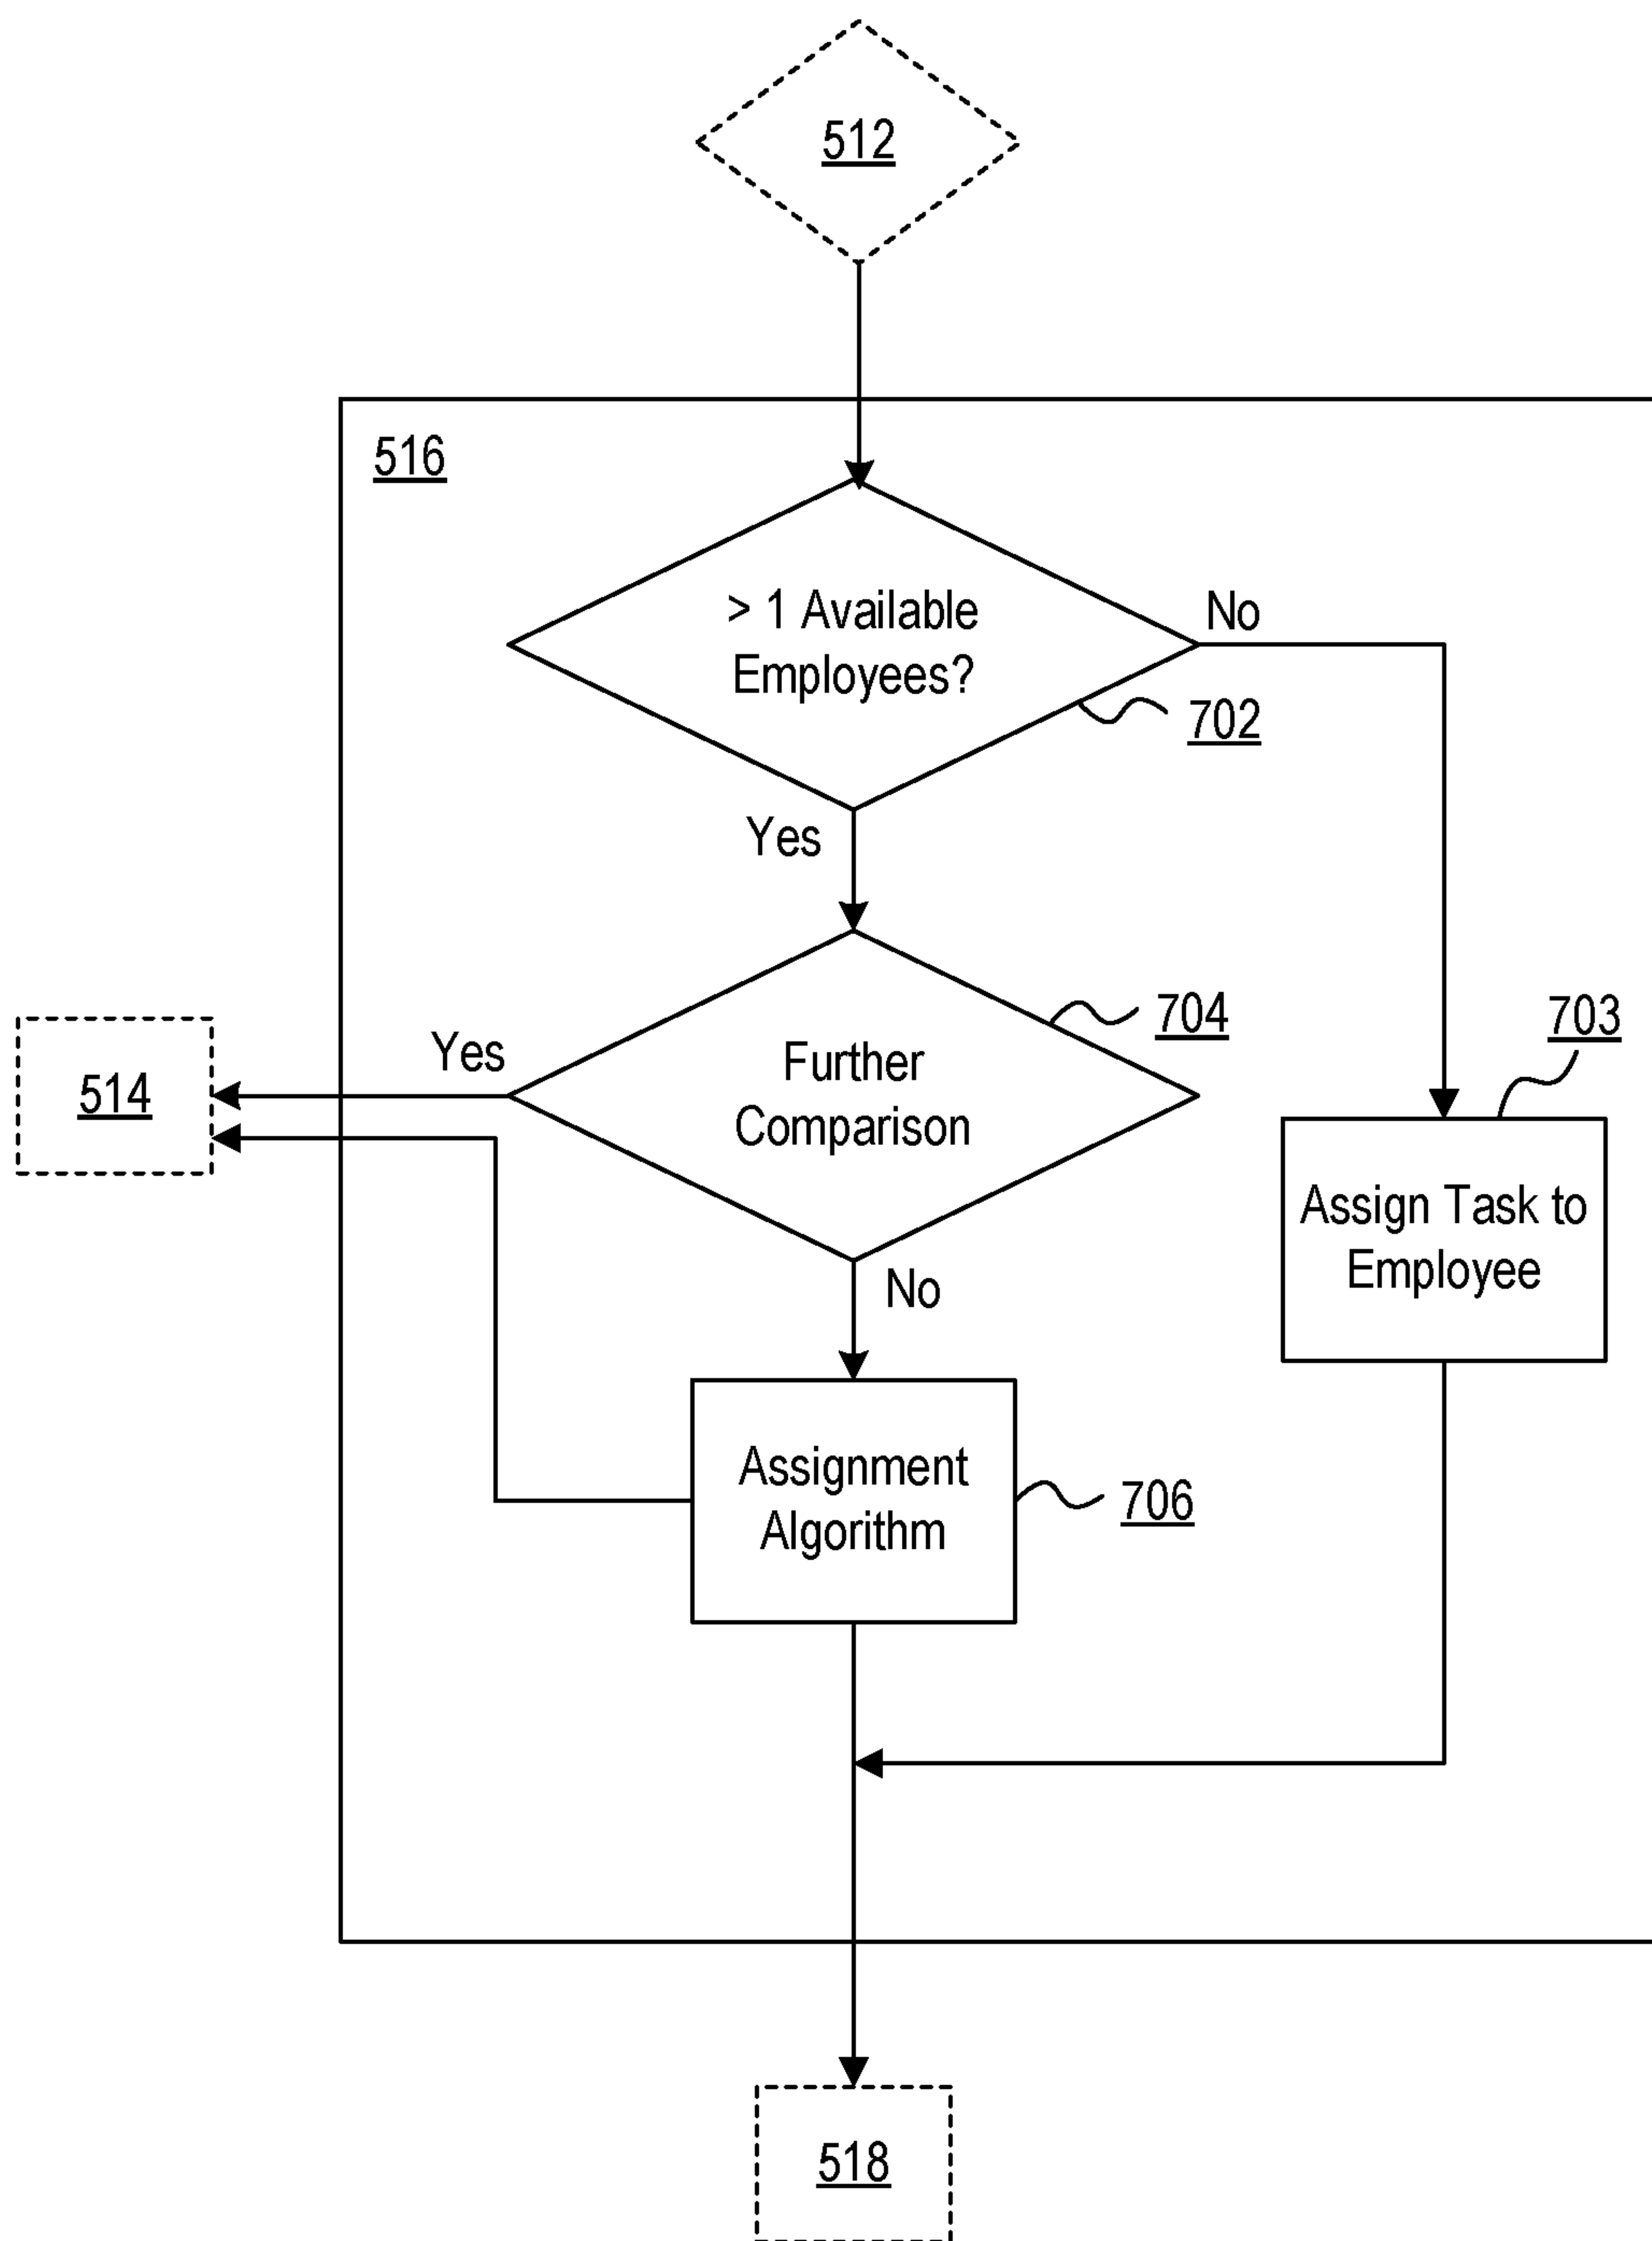 512
516
> 1 Available
Employees?
No
702
Yes
704
703
Yes
Further
Comparison
514
Assign Task to
Employee
No
Assignment
Algorithm
706
518